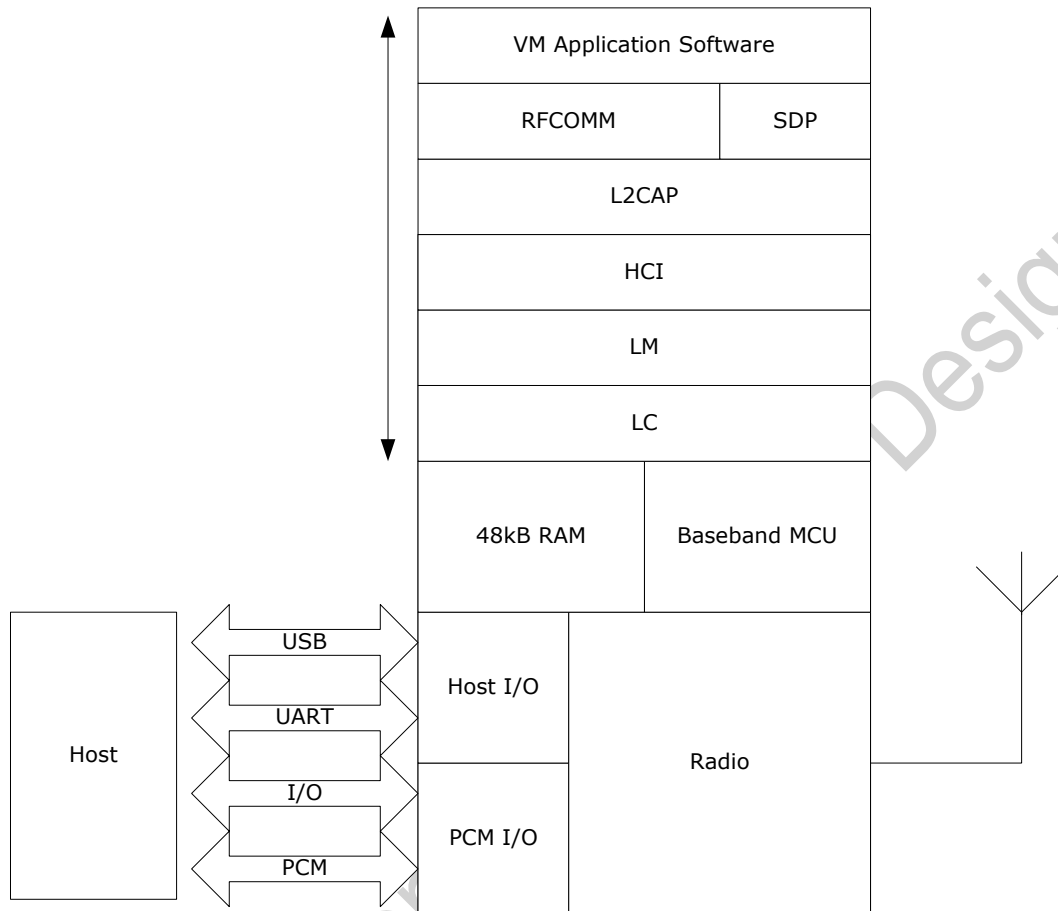 VM Application Software
RFCOMM SDP
L2CAP
HCI
LM
LC
48kB RAM Baseband MCU
USB
Host I/O
UART
Host
Radio
I/O
PCM I/O
PCM